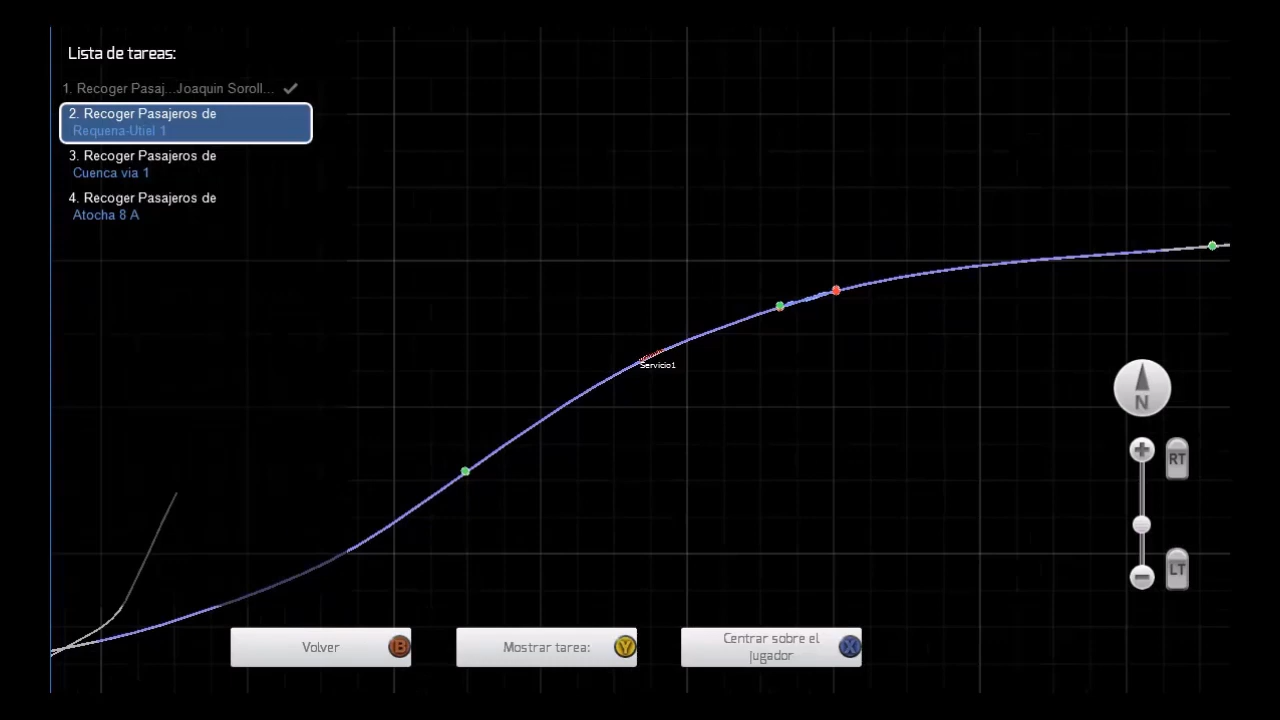 Lista de tareas:
1. Recoger Pasaj...Joaquin Soroll...
2. Recoger Pasajeros de
Requena-Utiel 1
3. Recoger Pasajeros de
Cuenca via 1
4. Recoger Pasajeros de
Atocha 8 A
Servicio1
N
RT
LT
Volver B
Mostrar tarea: Y
Centrar sobre el
jugador X